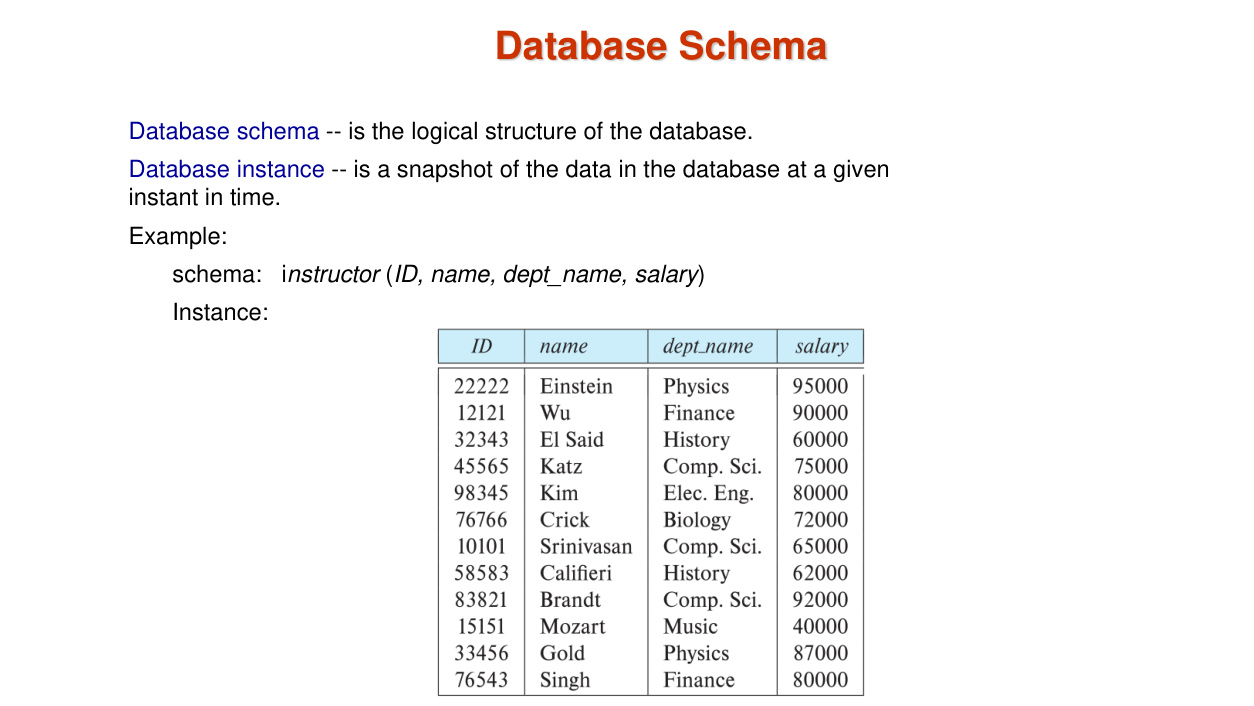 Database Schema
Database schema -- is the logical structure of the database.
Database instance -- is a snapshot of the data in the database at a given
instant in time.
Example:
schema: instructor (ID, name, dept_name, salary)
Instance:
ID name dept_name salary
22222 Einstein Physics 95000
12121 Wu Finance 90000
32343 El Said History 60000
45565 Katz Comp. Sci. 75000
98345 Kim Elec. Eng. 80000
76766 Crick Biology 72000
10101 Srinivasan Comp. Sci. 65000
58583 Califieri History 62000
83821 Brandt Comp. Sci. 92000
15151 Mozart Music 40000
33456 Gold Physics 87000
76543 Singh Finance 80000